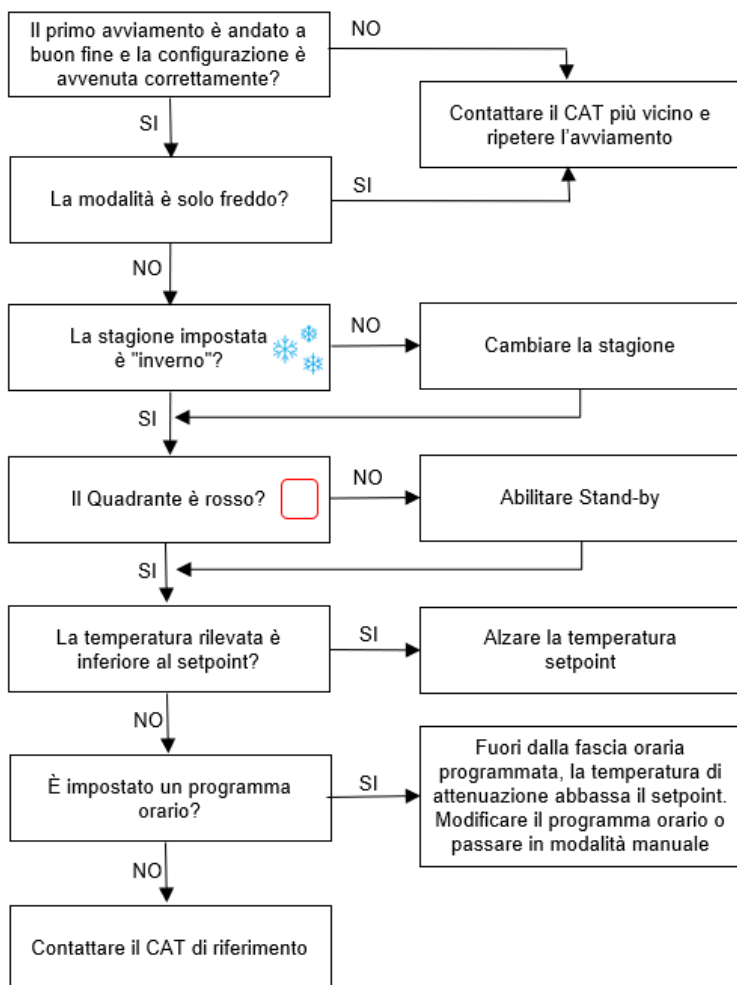 Il primo avviamento è andato a
buon fine e la configurazione è
avvenuta correttamente?
NO
Contattare il CAT più vicino e
ripetere l'avviamento
SI
La modalità è solo freddo?
SI
NO
La stagione impostata
è "inverno"?
NO
Cambiare la stagione
SI
Il Quadrante è rosso?
NO
Abilitare Stand-by
SI
La temperatura rilevata è
inferiore al setpoint?
SI
Alzare la temperatura
setpoint
NO
È impostato un programma
orario?
SI
Fuori dalla fascia oraria
programmata, la temperatura di
attenuazione abbassa il setpoint.
Modificare il programma orario o
passare in modalità manuale
NO
Contattare il CAT di riferimento